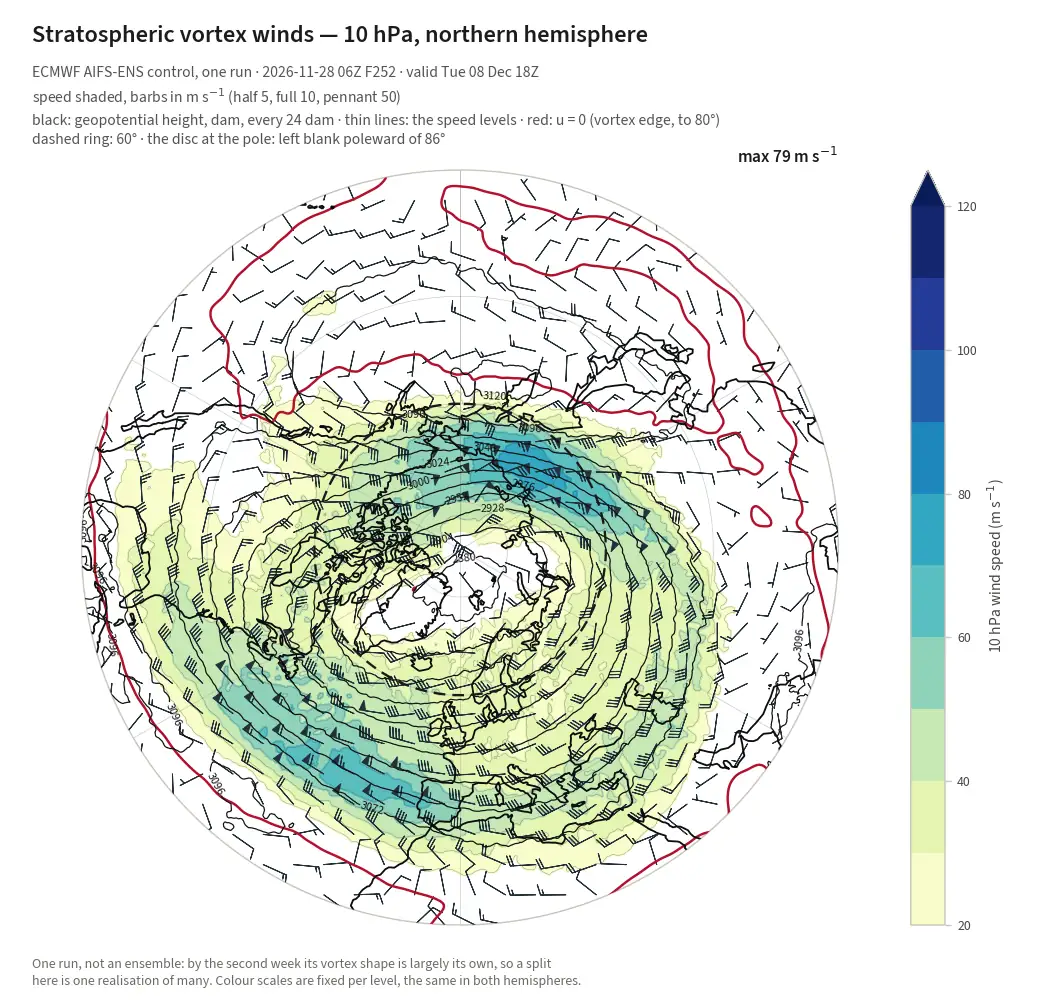 Stratospheric vortex winds — 10 hPa, northern hemisphere
ECMWF AIFS-ENS control, one run · 2026-11-28 06Z F252 · valid Tue 08 Dec 18Z
speed shaded, barbs in m s⁻¹ (half 5, full 10, pennant 50)
black: geopotential height, dam, every 24 dam · thin lines: the speed levels · red: u = 0 (vortex edge, to 80°)
dashed ring: 60° · the disc at the pole: left blank poleward of 86°
max 79 m s⁻¹
120
100
80
60
40
20
10 hPa wind speed (m s⁻¹)
3120
3024
3000
2928
3096
3096
3096
3072
One run, not an ensemble: by the second week its vortex shape is largely its own, so a split
here is one realisation of many. Colour scales are fixed per level, the same in both hemispheres.